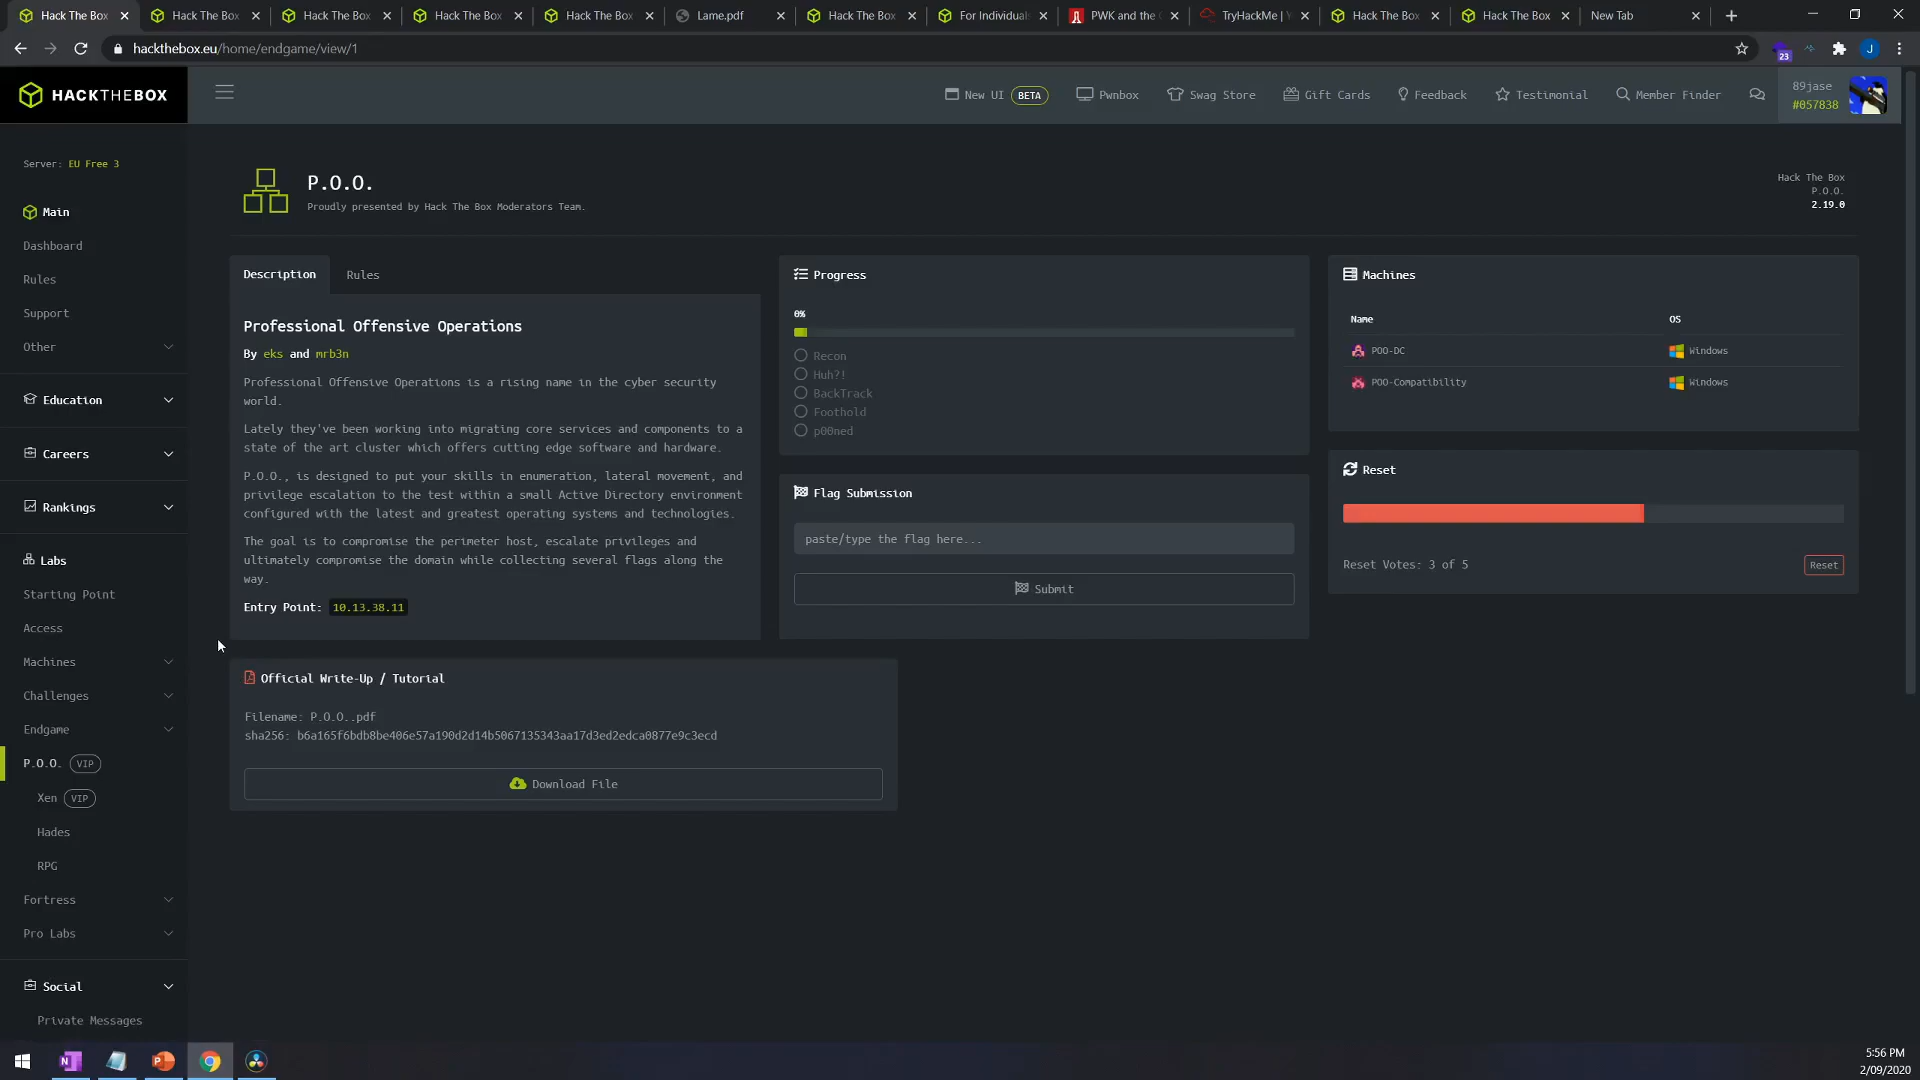 Hack The Box
Hack The Box
Hack The Box
Hack The Box
Hack The Box
Lame.pdf
Hack The Box
For Individuals
PWK and the
TryHackMe |
Hack The Box
Hack The Box
New Tab
hackthebox.eu/home/endgame/view/1
23
J
HACKTHEBOX
New UI BETA
Pwnbox
Swag Store
Gift Cards
Feedback
Testimonial
Member Finder
89jase
#057838
Server: EU Free 3
Main
Dashboard
Rules
Support
Other
Education
Careers
Rankings
Labs
Starting Point
Access
Machines
Challenges
Endgame
P.O.O. VIP
Xen VIP
Hades
RPG
Fortress
Pro Labs
Social
Private Messages
P.O.O.
Proudly presented by Hack The Box Moderators Team.
Hack The Box
P.O.O.
2.19.0
Description
Rules
Professional Offensive Operations
By eks and mrb3n
Professional Offensive Operations is a rising name in the cyber security
world.
Lately they've been working into migrating core services and components to a
state of the art cluster which offers cutting edge software and hardware.
P.O.O., is designed to put your skills in enumeration, lateral movement, and
privilege escalation to the test within a small Active Directory environment
configured with the latest and greatest operating systems and technologies.
The goal is to compromise the perimeter host, escalate privileges and
ultimately compromise the domain while collecting several flags along the
way.
Entry Point: 10.13.38.11
Progress
0%
Recon
Huh?!
BackTrack
Foothold
p00ned
Flag Submission
paste/type the flag here...
Submit
Machines
Name OS
POO-DC Windows
POO-Compatibility Windows
Reset
Reset Votes: 3 of 5
Reset
Official Write-Up / Tutorial
Filename: P.O.O..pdf
sha256: b6a165f6bdb8be406e57a190d2d14b5067135343aa17d3ed2edca0877e9c3ecd
Download File
5:56 PM
2/09/2020